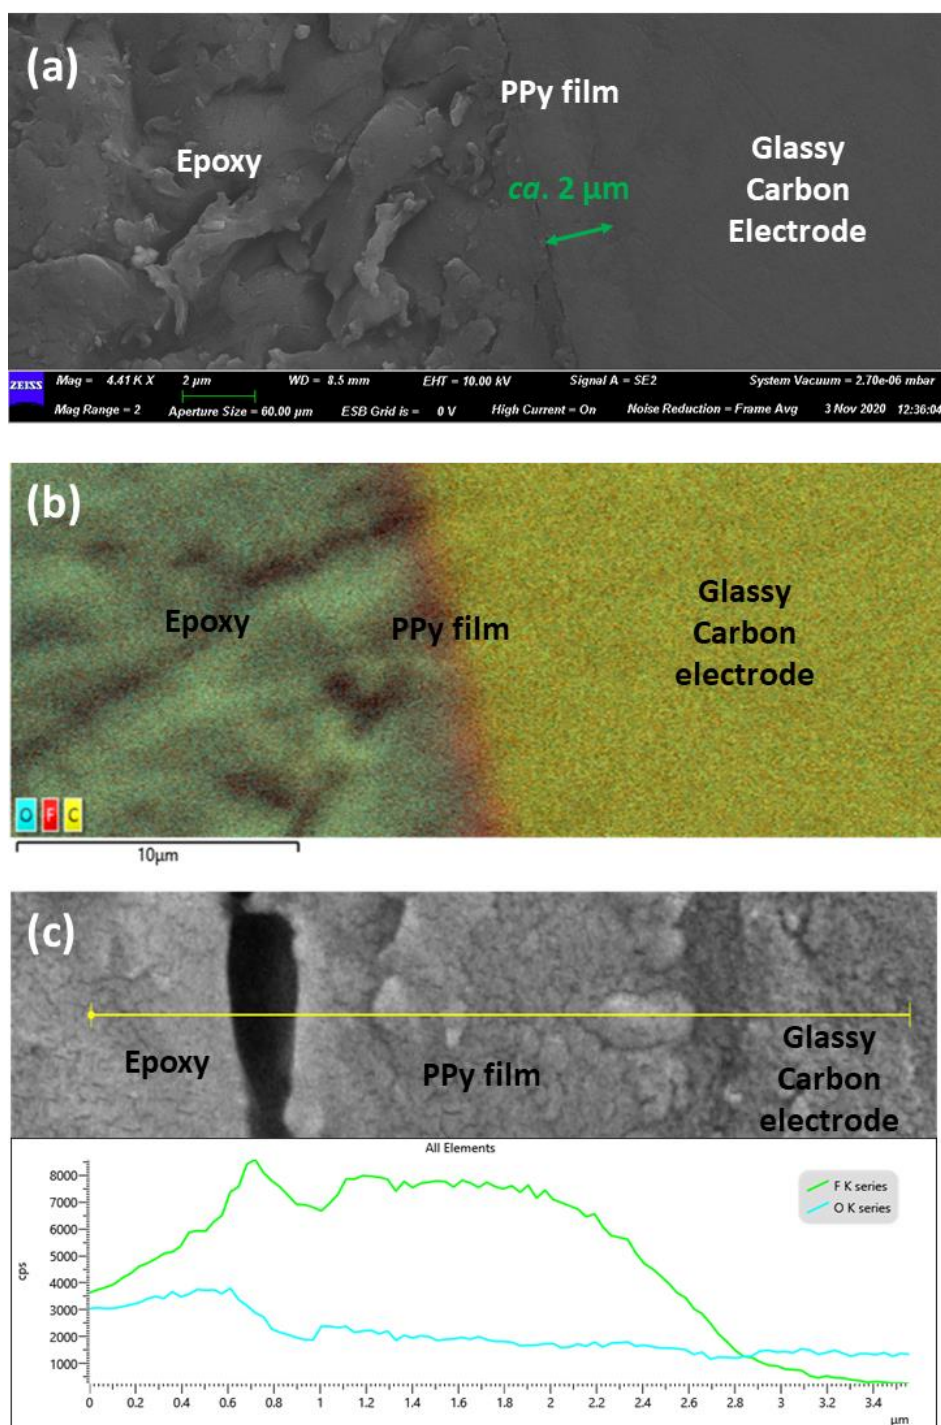 (a)
PPy film
Epoxy
Glassy
Carbon
Electrode
ca. 2 µm
ZEISS
Mag = 4.41 K X 2 µm WD = 8.5 mm EHT = 10.00 kV Signal A = SE2 System Vacuum = 2.70e-06 mbar
Mag Range = 2 Aperture Size = 60.00 µm ESB Grid is = 0 V High Current = On Noise Reduction = Frame Avg 3 Nov 2020 12:36:04
(b)
Epoxy
PPy film
Glassy
Carbon
electrode
O F C
10µm
(c)
Epoxy
PPy film
Glassy
Carbon
electrode
All Elements
F K series
O K series
cps
8000
7000
6000
5000
4000
3000
2000
1000
0 0.2 0.4 0.6 0.8 1 1.2 1.4 1.6 1.8 2 2.2 2.4 2.6 2.8 3 3.2 3.4
µm